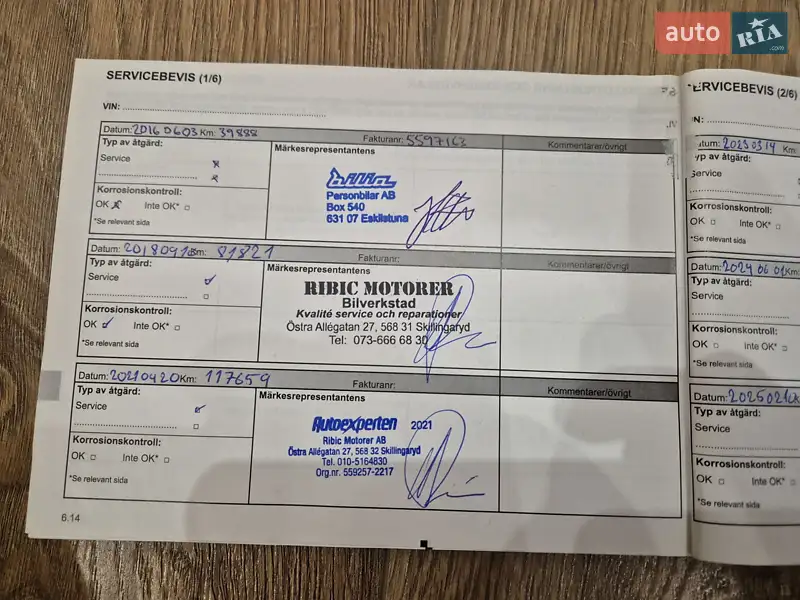 auto RIA .com
SERVICEBEVIS (1/6)
VIN:
Datum: 20160603 Km: 39888 Fakturanr: 5597163 Kommentarer/övrigt
Typ av åtgärd:
Service
Korrosionskontroll:
OK Inte OK*
*Se relevant sida
Märkesrepresentantens
bilia
Personbilar AB
Box 540
631 07 Eskilstuna
Datum: 201809 Km: 81821 Fakturanr: Kommentarer/övrigt
Typ av åtgärd:
Service
Korrosionskontroll:
OK Inte OK*
*Se relevant sida
Märkesrepresentantens
RIBIC MOTORER
Bilverkstad
Kvalité service och reparationer
Östra Allégatan 27, 568 31 Skillingaryd
Tel: 073-666 68 30
Datum: 20210420 Km: 117659 Fakturanr: Kommentarer/övrigt
Typ av åtgärd:
Service
Korrosionskontroll:
OK Inte OK*
*Se relevant sida
Märkesrepresentantens
Autoexperten 2021
Ribic Motorer AB
Östra Allégatan 27, 568 32 Skillingaryd
Tel. 010-5164830
Org.nr. 559257-2217
6.14
ERVICEBEVIS (2/6)
N:
atum: 20230314 Km:
yp av åtgärd:
Service
Korrosionskontroll:
OK Inte OK*
*Se relevant sida
Datum: 20240601 Km:
Typ av åtgärd:
Service
Korrosionskontroll:
OK Inte OK*
*Se relevant sida
Datum: 202502
Typ av åtgärd:
Service
Korrosionskontroll:
OK Inte OK*
*Se relevant sida